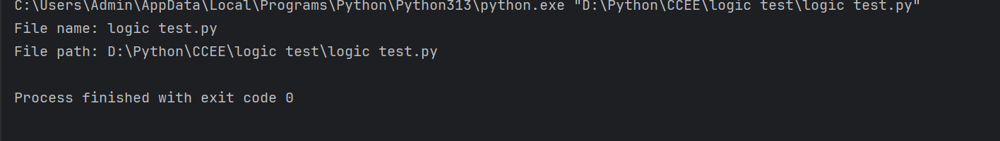 C:\Users\Admin\AppData\Local\Programs\Python\Python313\python.exe "D:\Python\CCEE\logic test\logic test.py"
File name: logic test.py
File path: D:\Python\CCEE\logic test\logic test.py
Process finished with exit code 0